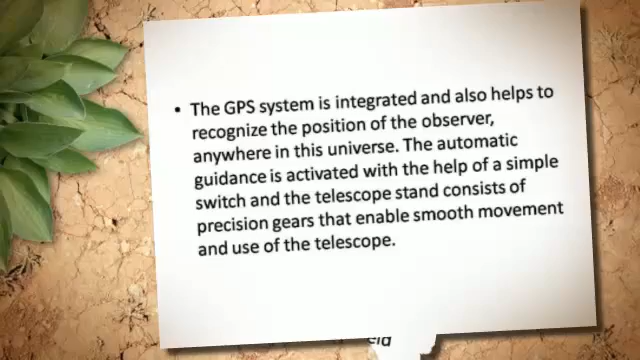 • The GPS system is integrated and also helps to
recognize the position of the observer,
anywhere in this universe. The automatic
guidance is activated with the help of a simple
switch and the telescope stand consists of
precision gears that enable smooth movement
and use of the telescope.